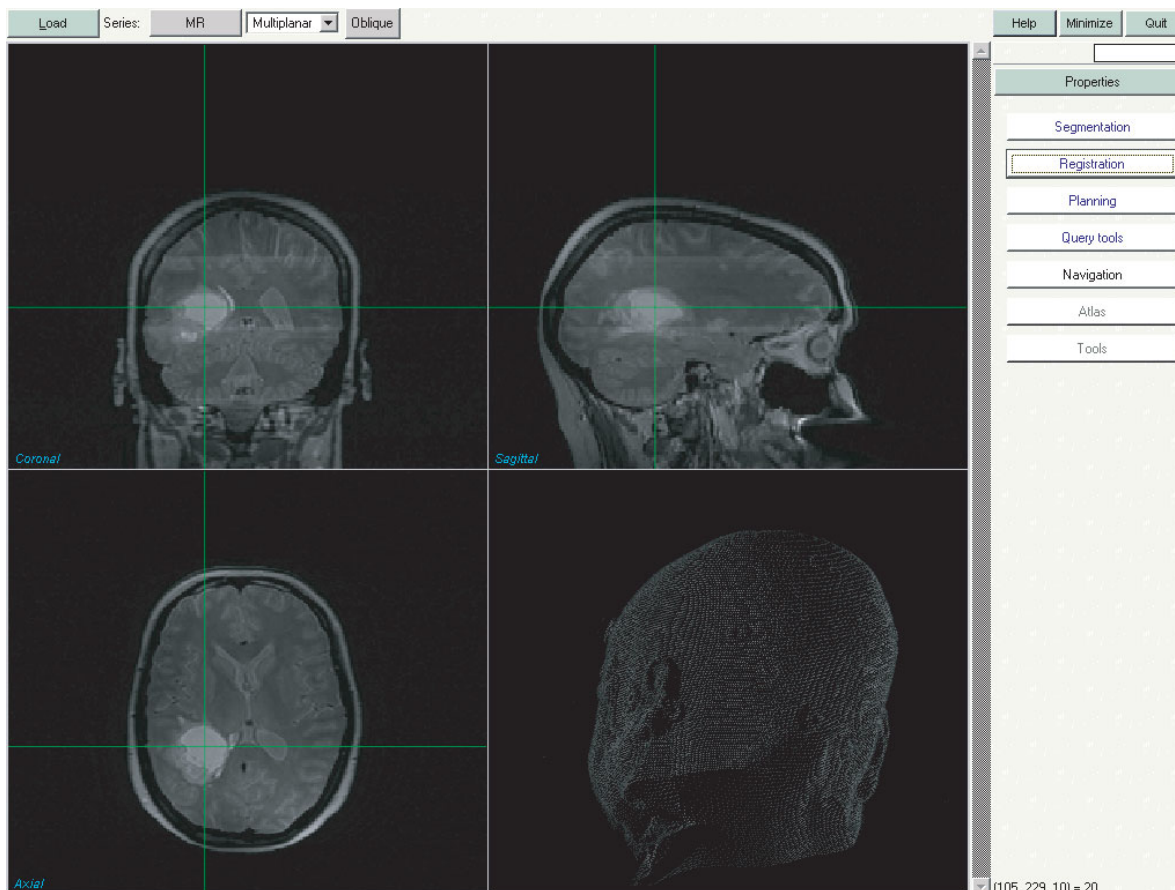 Load Series: MR Multiplanar Oblique Help Minimize Quit
Properties
Segmentation
Registration
Planning
Query tools
Navigation
Atlas
Tools
Coronal Sagittal
Axial
(105, 229, 10) = 20